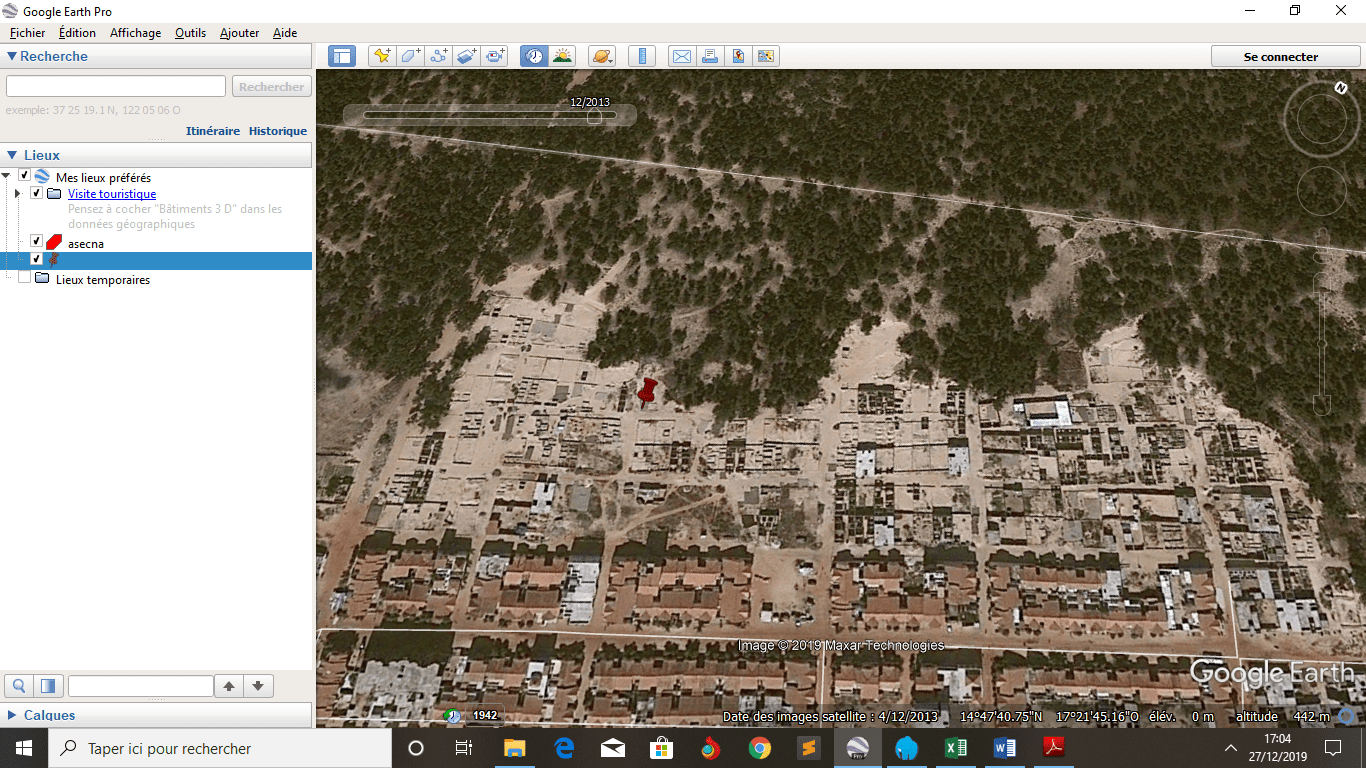 Google Earth Pro
Fichier Édition Affichage Outils Ajouter Aide
Recherche
Se connecter
Rechercher
exemple: 37 25 19.1 N, 122 05 06 O
Itinéraire Historique
Lieux
Mes lieux préférés
Visite touristique
Pensez à cocher "Bâtiments 3 D" dans les
données géographiques
asecna
Lieux temporaires
Calques
12/2013
N
Image © 2019 Maxar Technologies
Google Earth
1942
Date des images satellite : 4/12/2013 14°47'40.75"N 17°21'45.16"O élév. 0 m altitude 442 m
Taper ici pour rechercher
17:04
27/12/2019